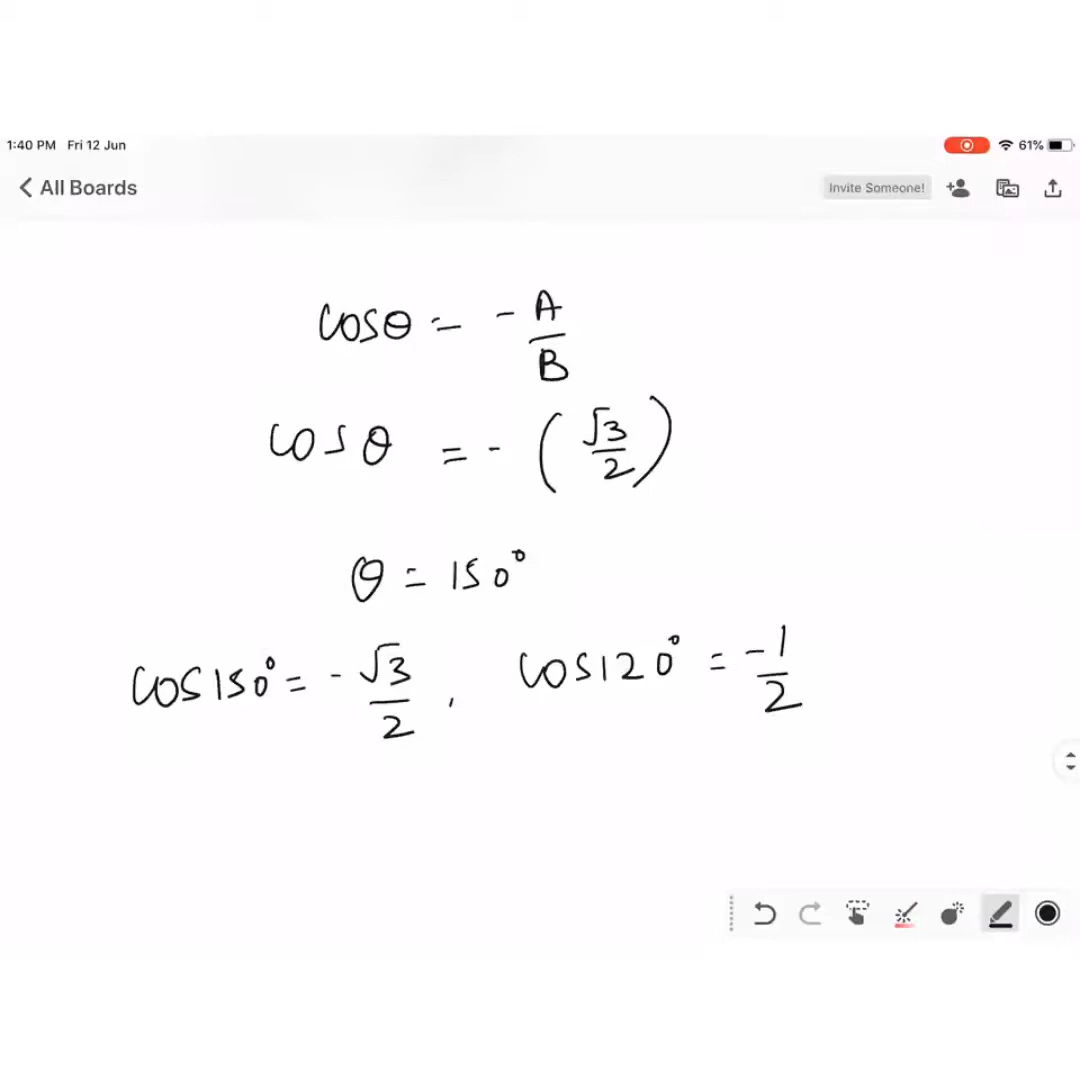 1:40 PM Fri 12 Jun 61%
All Boards Invite Someone!
cosθ = - A/B
cosθ = - (√3/2)
θ = 150°
cos150° = - √3/2 , cos120° = -1/2